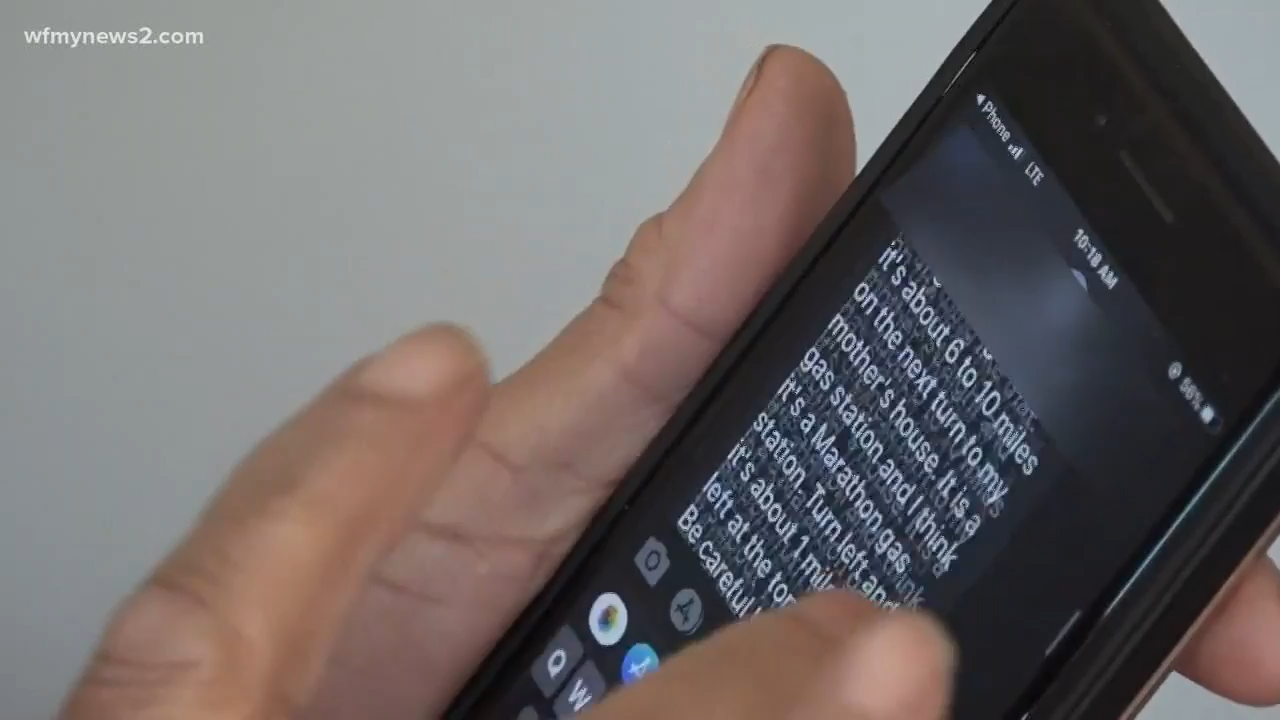 wfmynews2.com
Phone LTE
10:18 AM
it's about 6 to 10 miles
on the next turn to my
mother's house. It is a
gas station and I think
it's a Marathon gas
station. Turn left and
it's about 1
left at the
Be careful
Q W